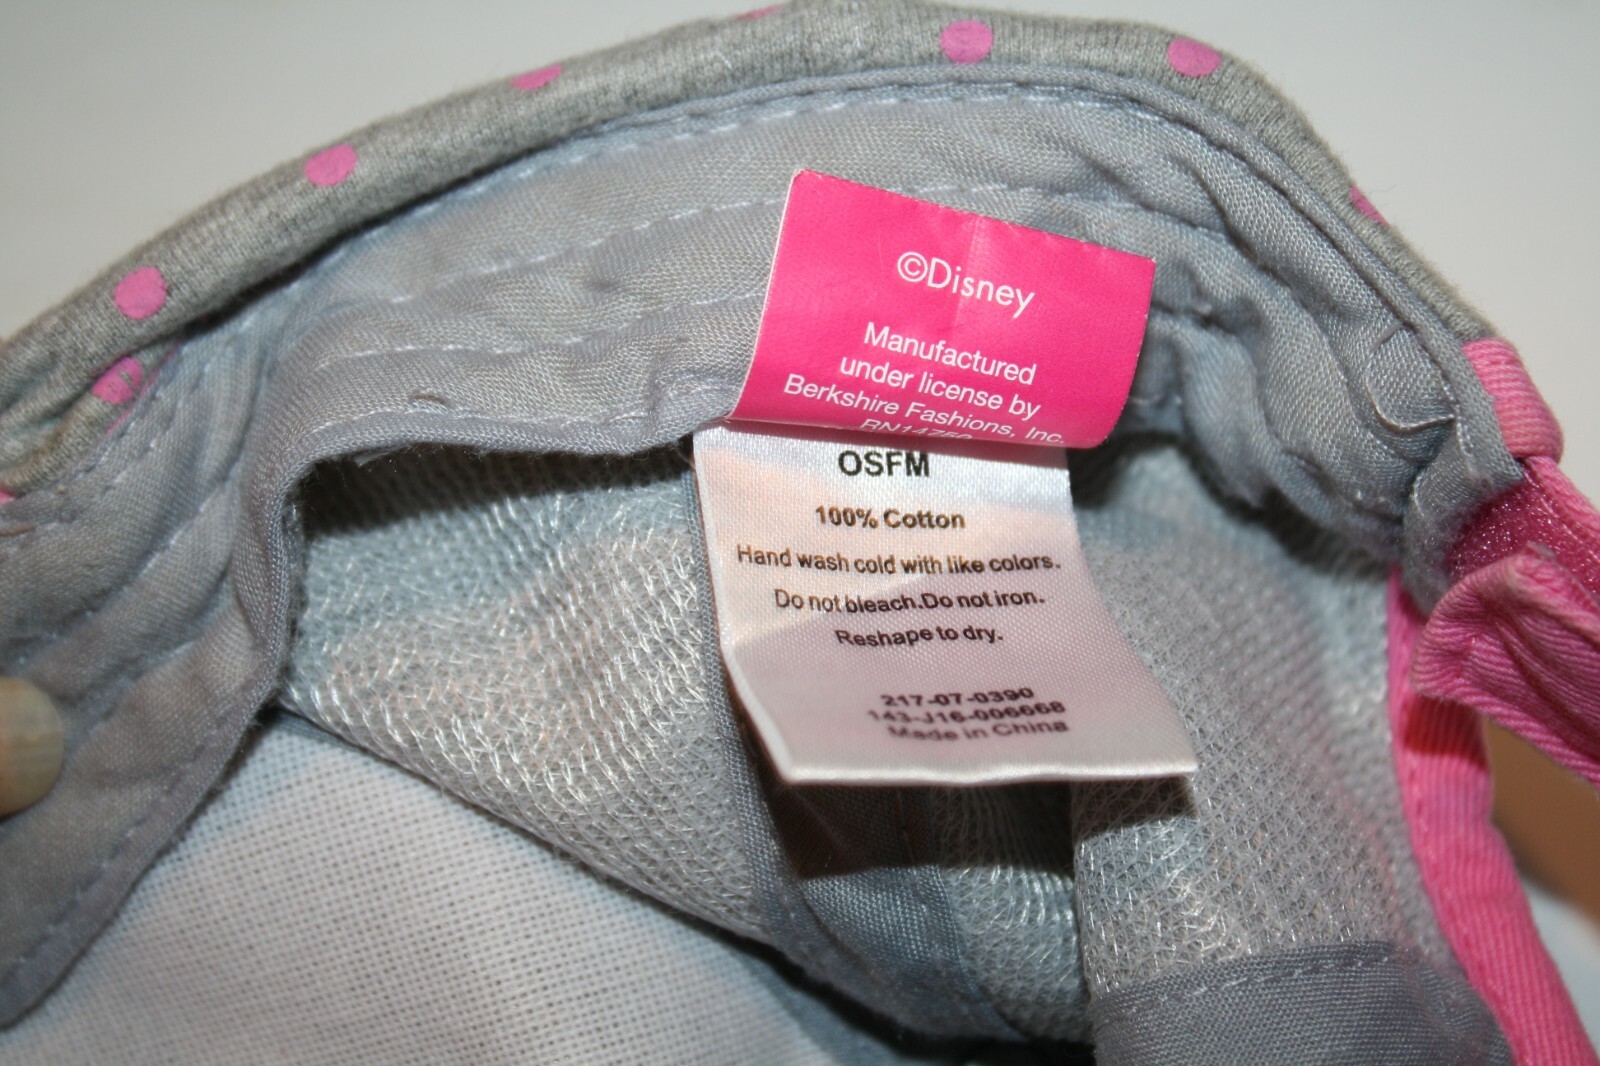 ©Disney
Manufactured
under license by
Berkshire Fashions, Inc.
RN14750
OSFM
100% Cotton
Hand wash cold with like colors.
Do not bleach.Do not iron.
Reshape to dry.
217-07-0390
143-J16-006668
Made in China